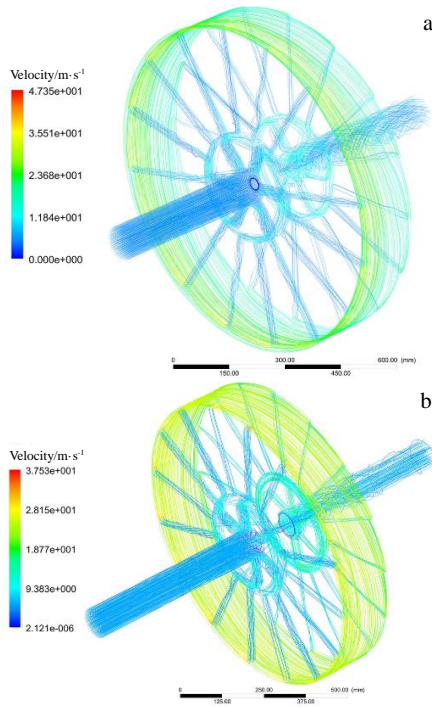 a
Velocity/m·s⁻¹
4.735e+001
3.551e+001
2.368e+001
1.184e+001
0.000e+000
0 300.00 600.00 (mm)
150.00 450.00
b
Velocity/m·s⁻¹
3.753e+001
2.815e+001
1.877e+001
9.383e+000
2.121e-006
0 250.00 500.00 (mm)
125.00 375.00